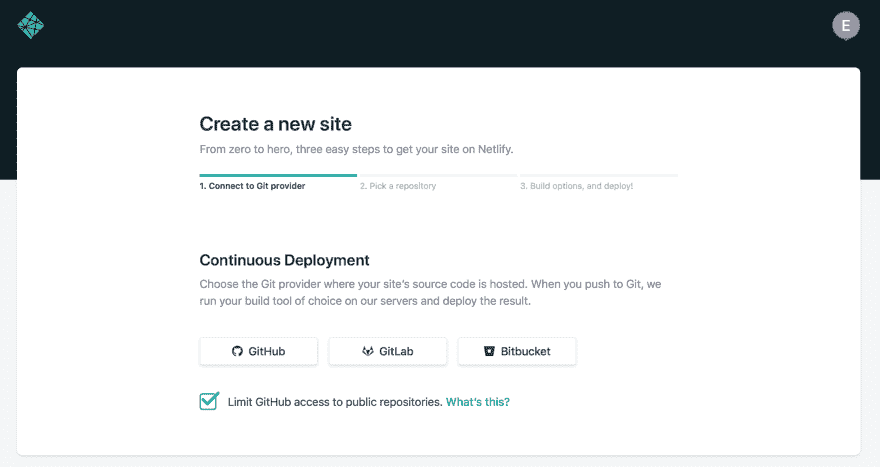 E
Create a new site
From zero to hero, three easy steps to get your site on Netlify.
1. Connect to Git provider
2. Pick a repository
3. Build options, and deploy!
Continuous Deployment
Choose the Git provider where your site's source code is hosted. When you push to Git, we
run your build tool of choice on our servers and deploy the result.
GitHub
GitLab
Bitbucket
Limit GitHub access to public repositories. What's this?